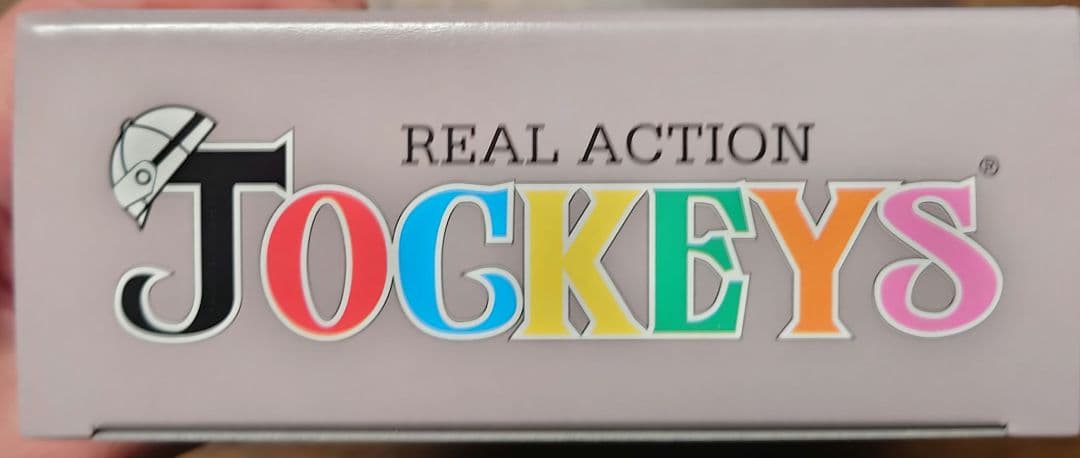 REAL ACTION
JOCKEYS®